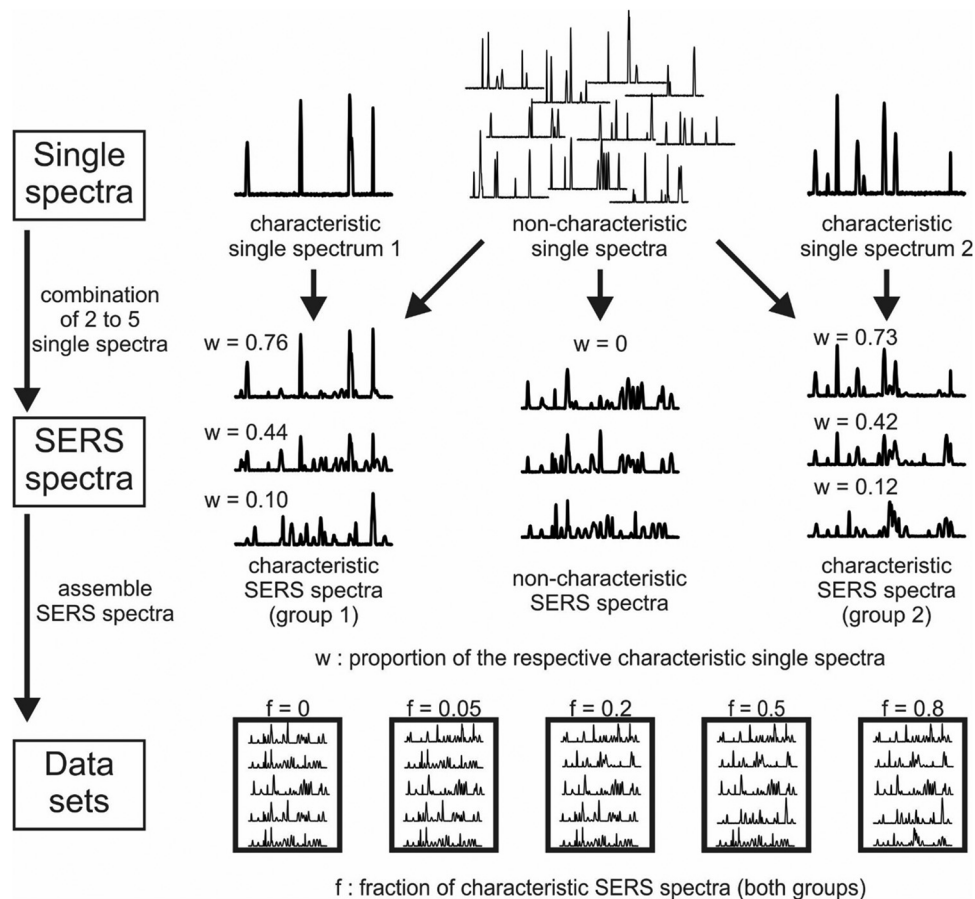 Single
spectra
characteristic
single spectrum 1
non-characteristic
single spectra
characteristic
single spectrum 2
combination
of 2 to 5
single spectra
w = 0.76
w = 0
w = 0.73
SERS
spectra
w = 0.44
w = 0.42
w = 0.10
w = 0.12
characteristic
SERS spectra
(group 1)
non-characteristic
SERS spectra
characteristic
SERS spectra
(group 2)
assemble
SERS spectra
w : proportion of the respective characteristic single spectra
f = 0
f = 0.05
f = 0.2
f = 0.5
f = 0.8
Data
sets
f : fraction of characteristic SERS spectra (both groups)